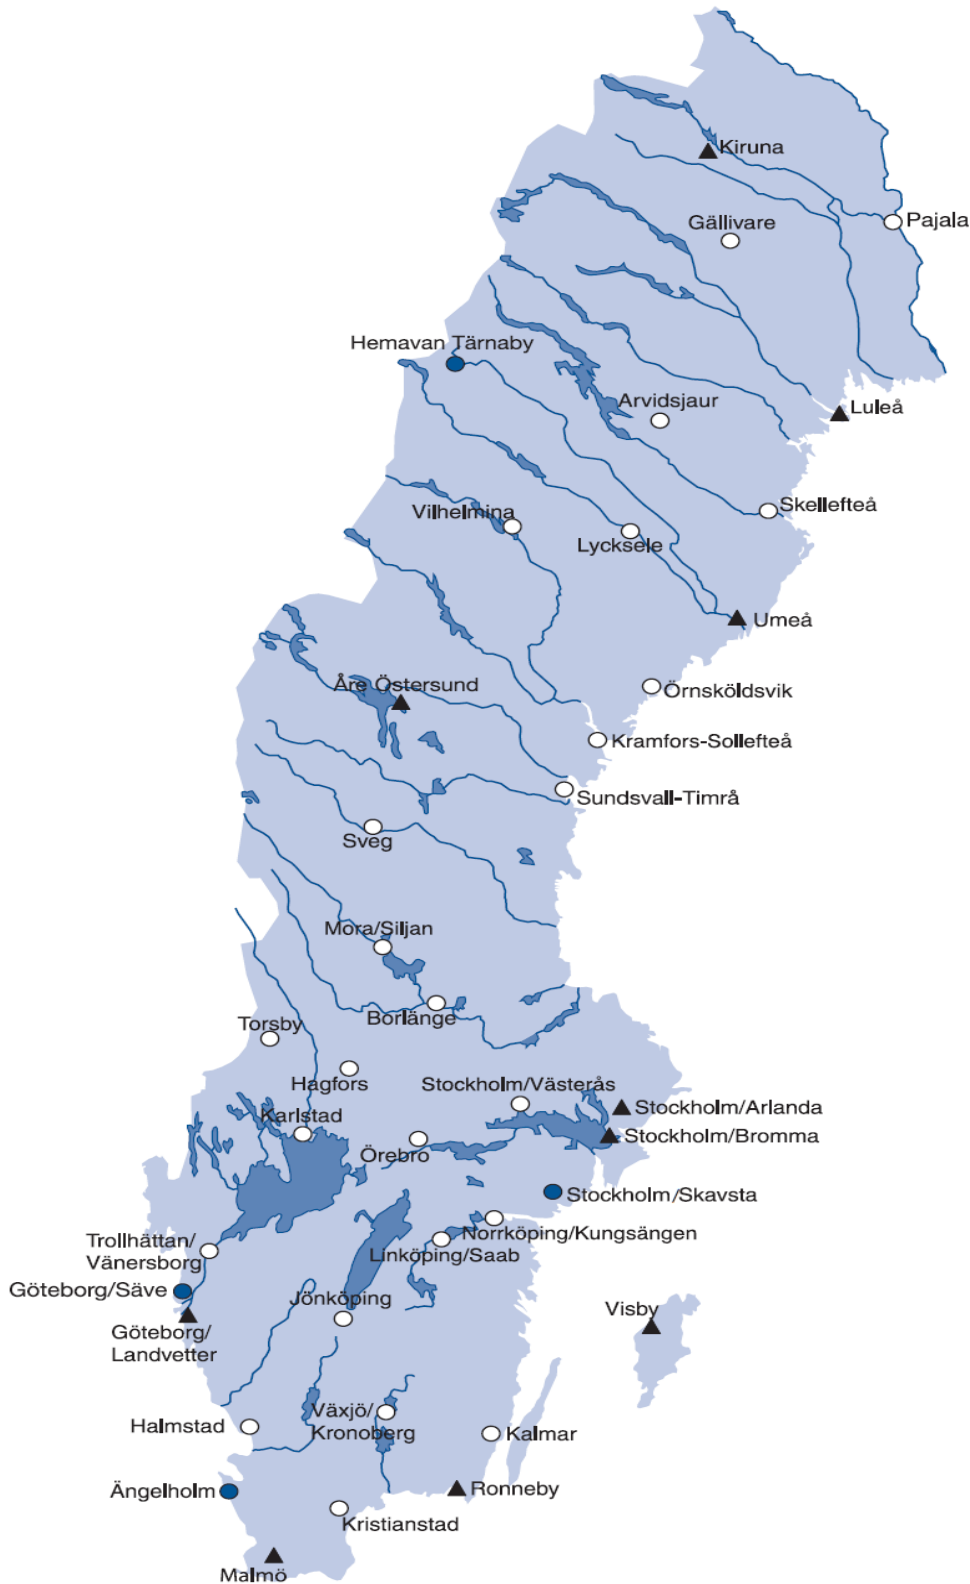 Kiruna
Pajala
Gällivare
Hemavan Tärnaby
Arvidsjaur
Luleå
Skellefteå
Vilhelmina
Lycksele
Umeå
Åre Östersund
Örnsköldsvik
Kramfors-Sollefteå
Sundsvall-Timrå
Sveg
Mora/Siljan
Borlänge
Torsby
Hagfors
Stockholm/Västerås
Karlstad
Stockholm/Arlanda
Örebro
Stockholm/Bromma
Stockholm/Skavsta
Norrköping/Kungsängen
Trollhättan/
Vänersborg
Linköping/Saab
Göteborg/Säve
Jönköping
Visby
Göteborg/
Landvetter
Växjö/
Kronoberg
Halmstad
Kalmar
Ängelholm
Ronneby
Kristianstad
Malmö